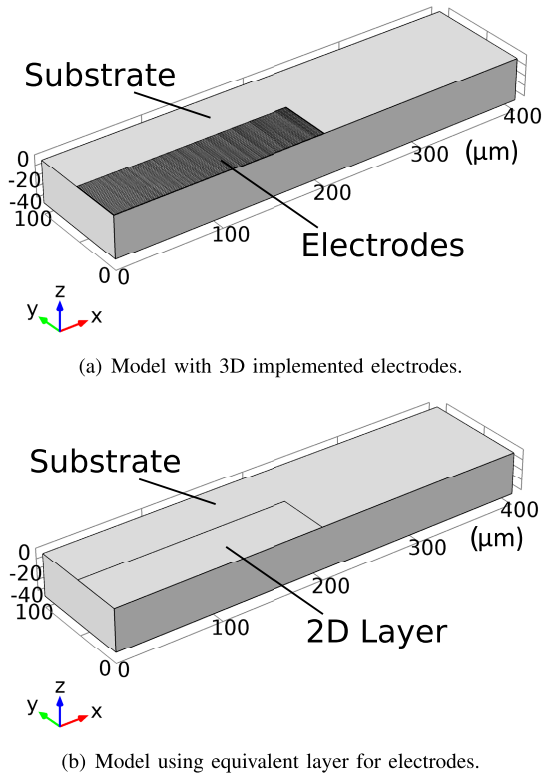 Substrate
400
(µm)
300
200
0
-20
-40
100
100
Electrodes
0 0
z
y
x
(a) Model with 3D implemented electrodes.
Substrate
400
(µm)
300
200
0
-20
-40
100
100
2D Layer
0 0
z
y
x
(b) Model using equivalent layer for electrodes.